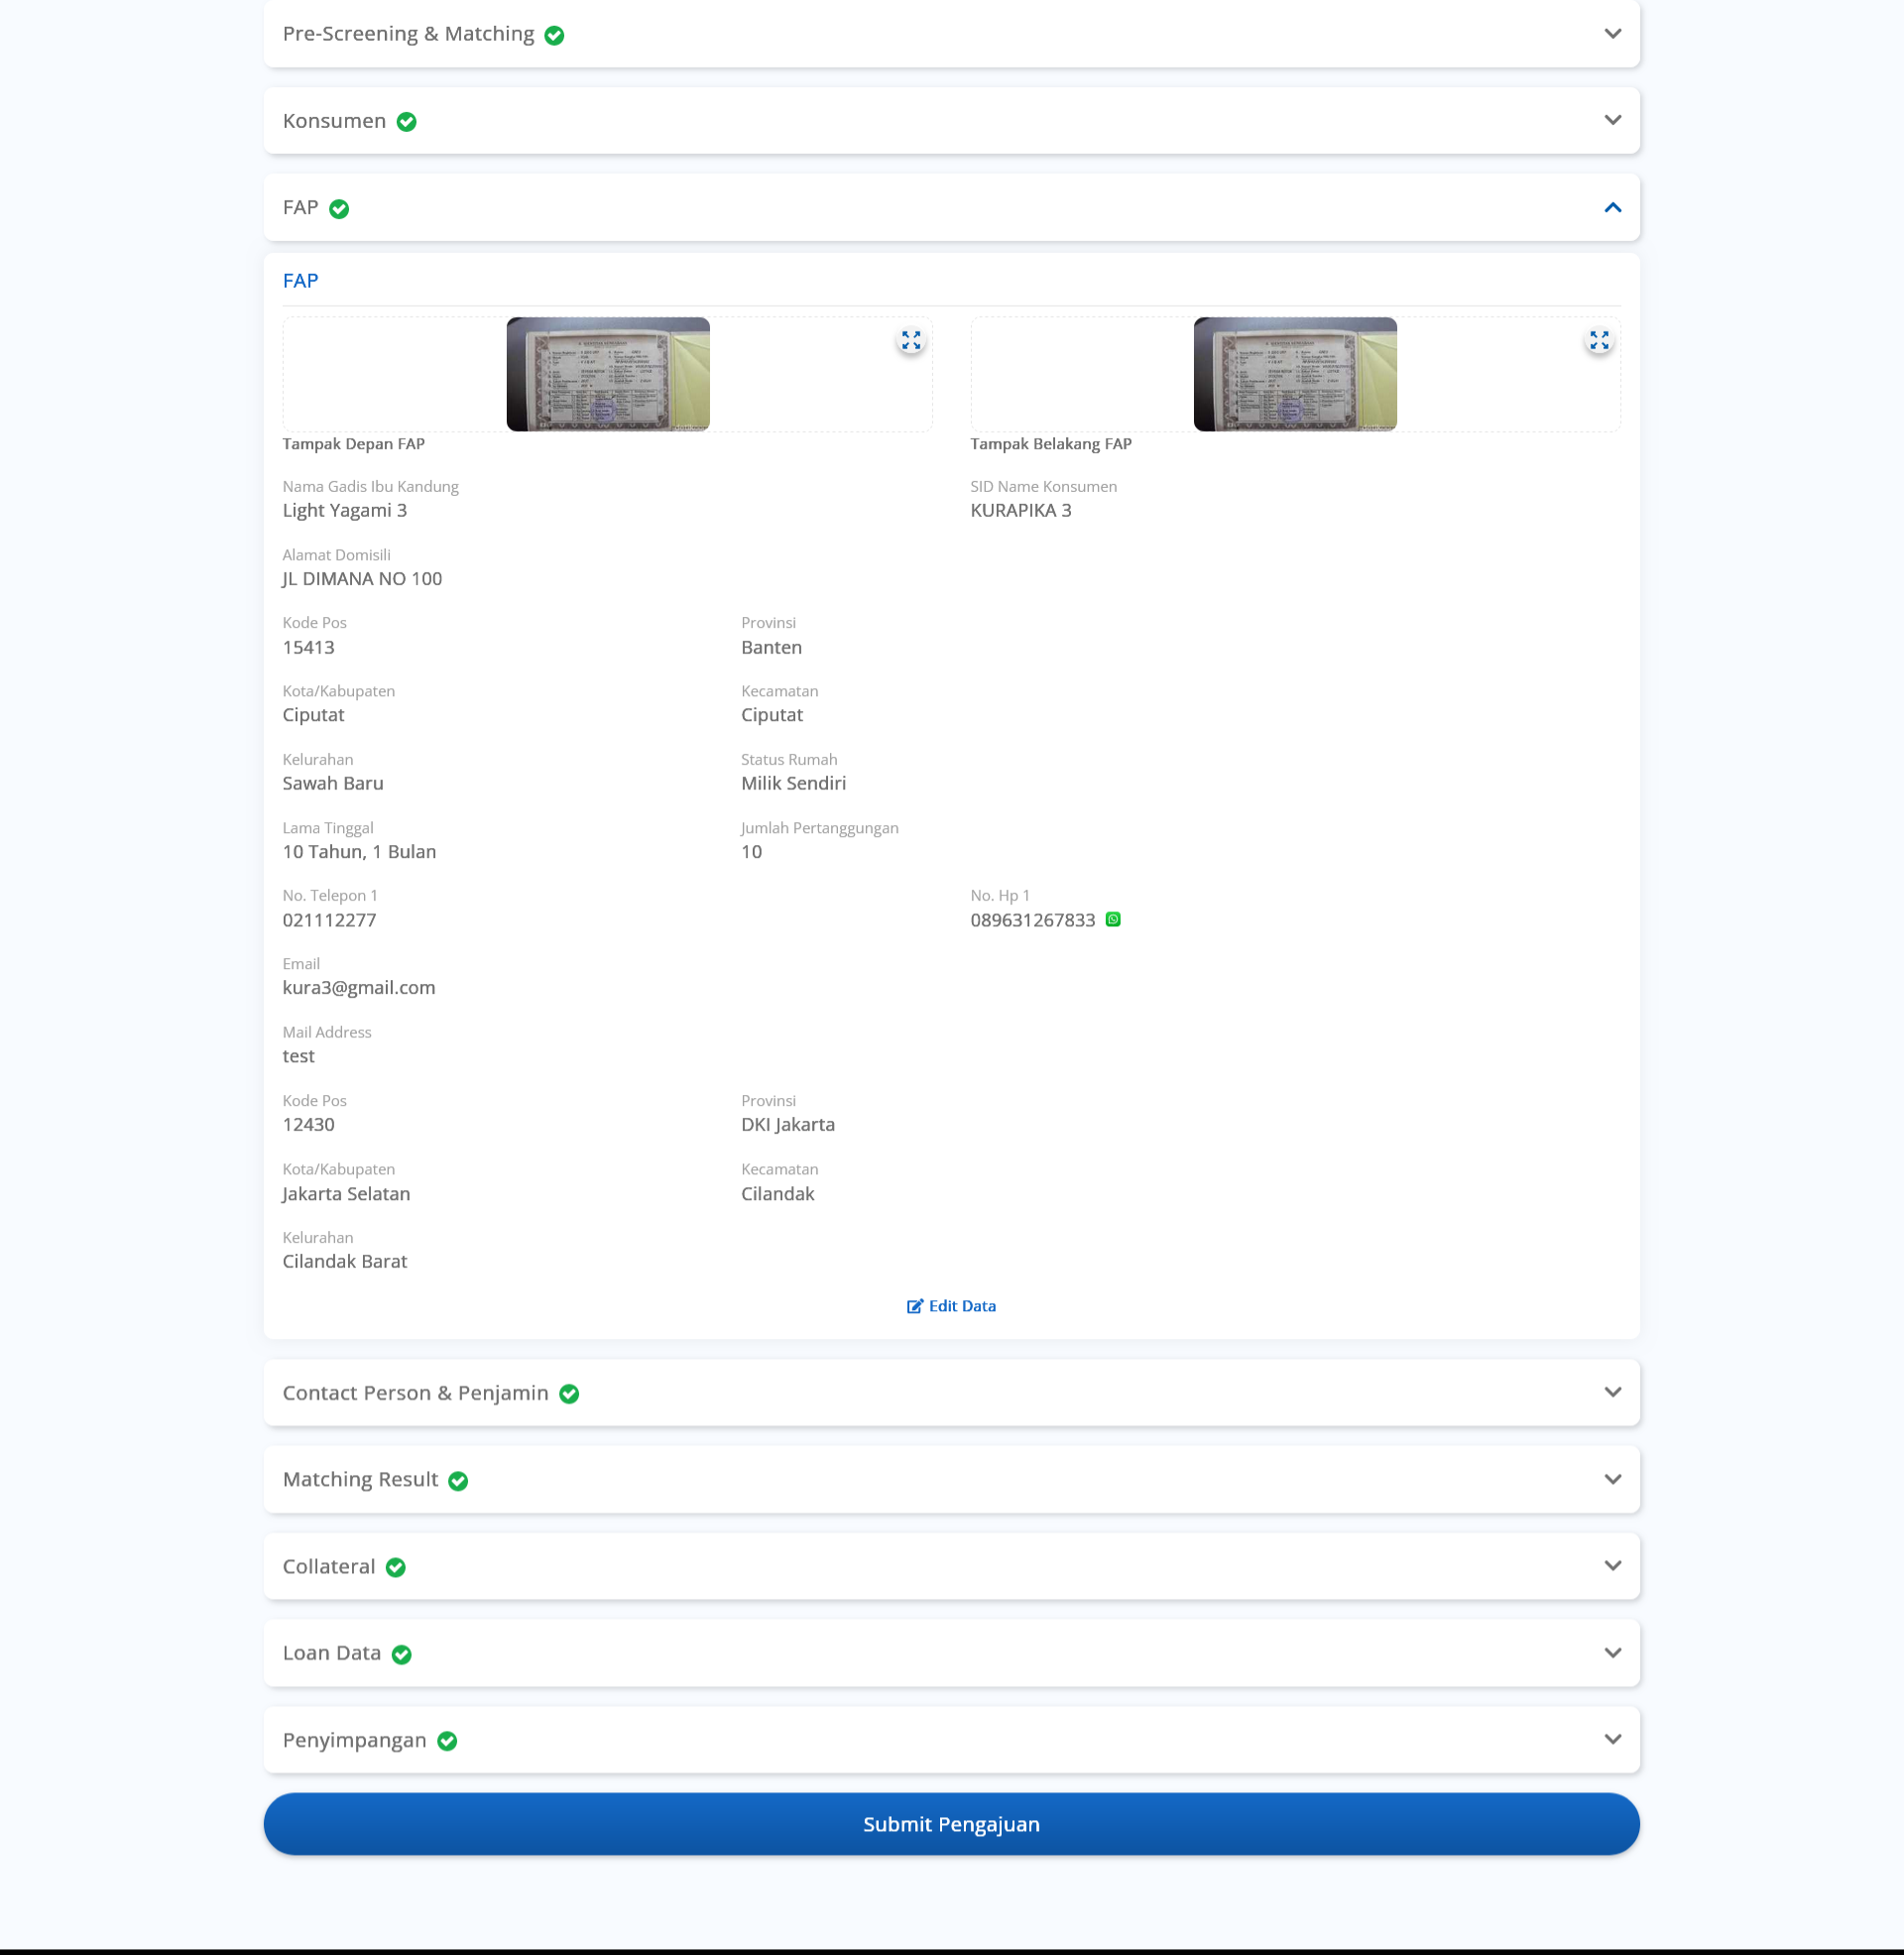 Pre-Screening & Matching
Konsumen
FAP
FAP
Tampak Depan FAP
Tampak Belakang FAP
Nama Gadis Ibu Kandung
SID Name Konsumen
Light Yagami 3
KURAPIKA 3
Alamat Domisili
JL DIMANA NO 100
Kode Pos
Provinsi
15413
Banten
Kota/Kabupaten
Kecamatan
Ciputat
Ciputat
Kelurahan
Status Rumah
Sawah Baru
Milik Sendiri
Lama Tinggal
Jumlah Pertanggungan
10 Tahun, 1 Bulan
10
No. Telepon 1
No. Hp 1
021112277
089631267833
Email
kura3@gmail.com
Mail Address
test
Kode Pos
Provinsi
12430
DKI Jakarta
Kota/Kabupaten
Kecamatan
Jakarta Selatan
Cilandak
Kelurahan
Cilandak Barat
Edit Data
Contact Person & Penjamin
Matching Result
Collateral
Loan Data
Penyimpangan
Submit Pengajuan